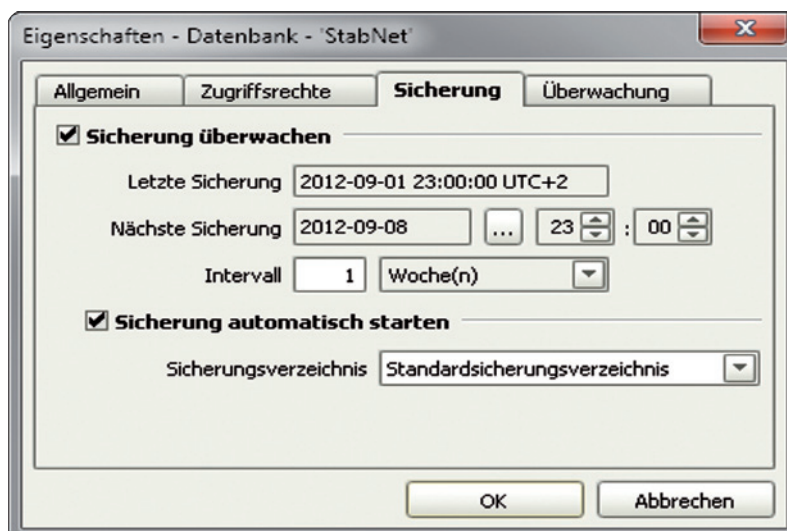 Eigenschaften - Datenbank - 'StabNet'
Allgemein Zugriffsrechte Sicherung Überwachung
Sicherung überwachen
Letzte Sicherung 2012-09-01 23:00:00 UTC+2
Nächste Sicherung 2012-09-08 ... 23 : 00
Intervall 1 Woche(n)
Sicherung automatisch starten
Sicherungsverzeichnis Standardsicherungsverzeichnis
OK Abbrechen